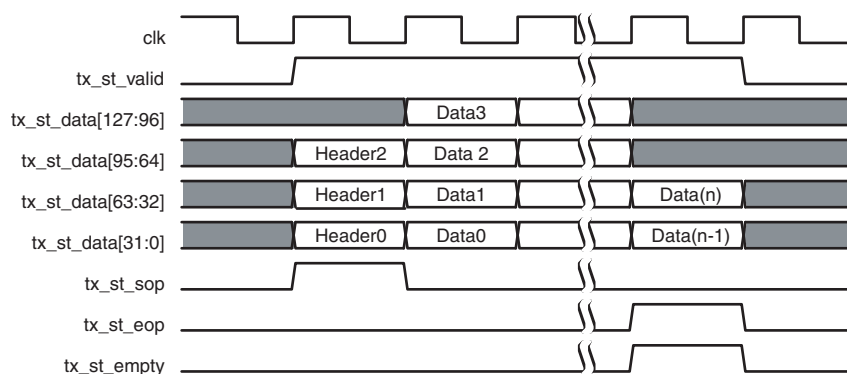 clk
tx_st_valid
tx_st_data[127:96] Data3
tx_st_data[95:64] Header2 Data 2
tx_st_data[63:32] Header1 Data1 Data(n)
tx_st_data[31:0] Header0 Data0 Data(n-1)
tx_st_sop
tx_st_eop
tx_st_empty